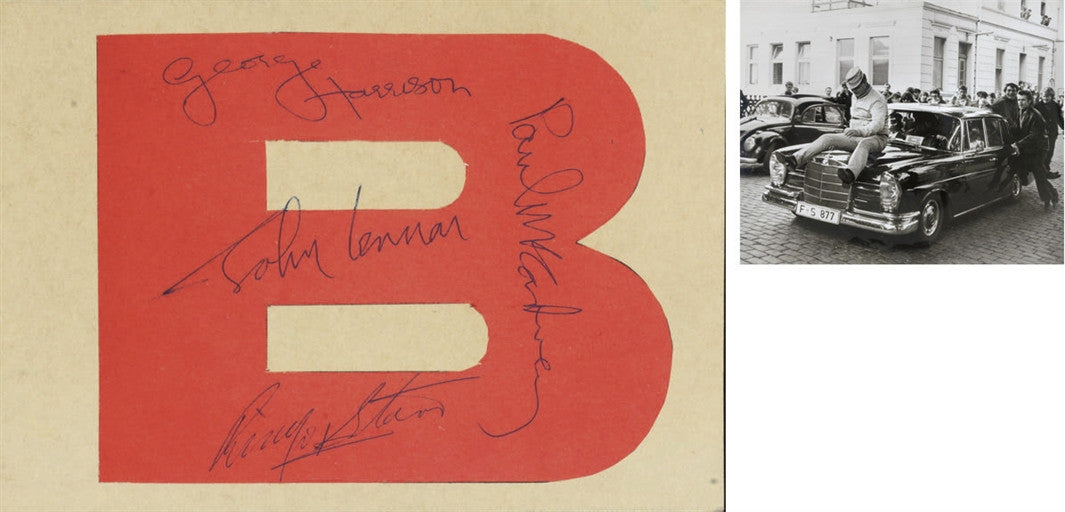 B
George Harrison
Paul McCartney
John Lennon
Ringo Starr
F-S 877